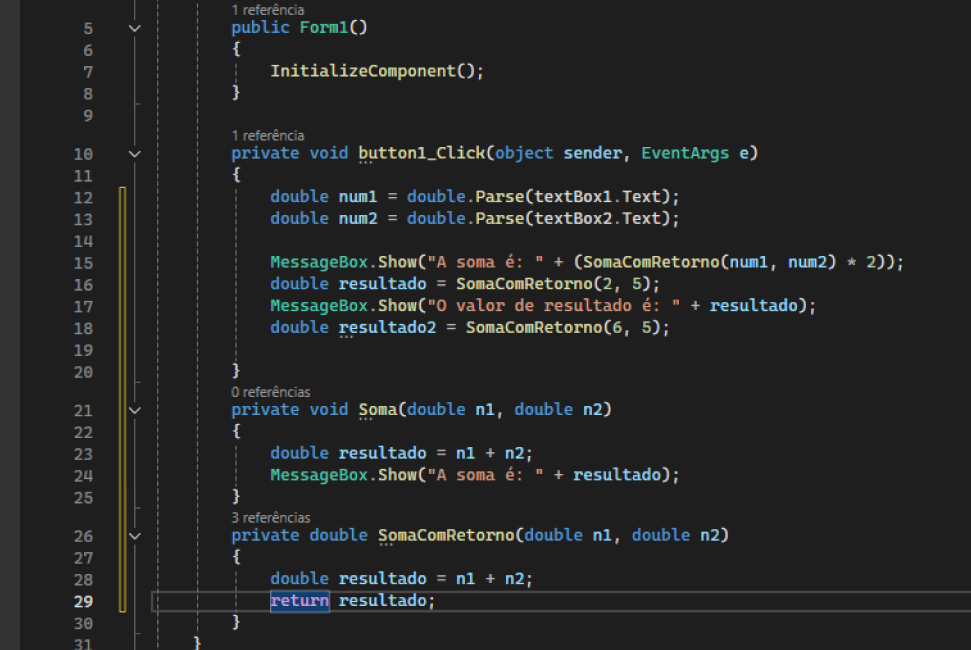 1 referência
5 public Form1()
6 {
7 InitializeComponent();
8 }
9
1 referência
10 private void button1_Click(object sender, EventArgs e)
11 {
12 double num1 = double.Parse(textBox1.Text);
13 double num2 = double.Parse(textBox2.Text);
14
15 MessageBox.Show("A soma é: " + (SomaComRetorno(num1, num2) * 2));
16 double resultado = SomaComRetorno(2, 5);
17 MessageBox.Show("O valor de resultado é: " + resultado);
18 double resultado2 = SomaComRetorno(6, 5);
19
20 }
0 referências
21 private void Soma(double n1, double n2)
22 {
23 double resultado = n1 + n2;
24 MessageBox.Show("A soma é: " + resultado);
25 }
3 referências
26 private double SomaComRetorno(double n1, double n2)
27 {
28 double resultado = n1 + n2;
29 return resultado;
30 }
31 }